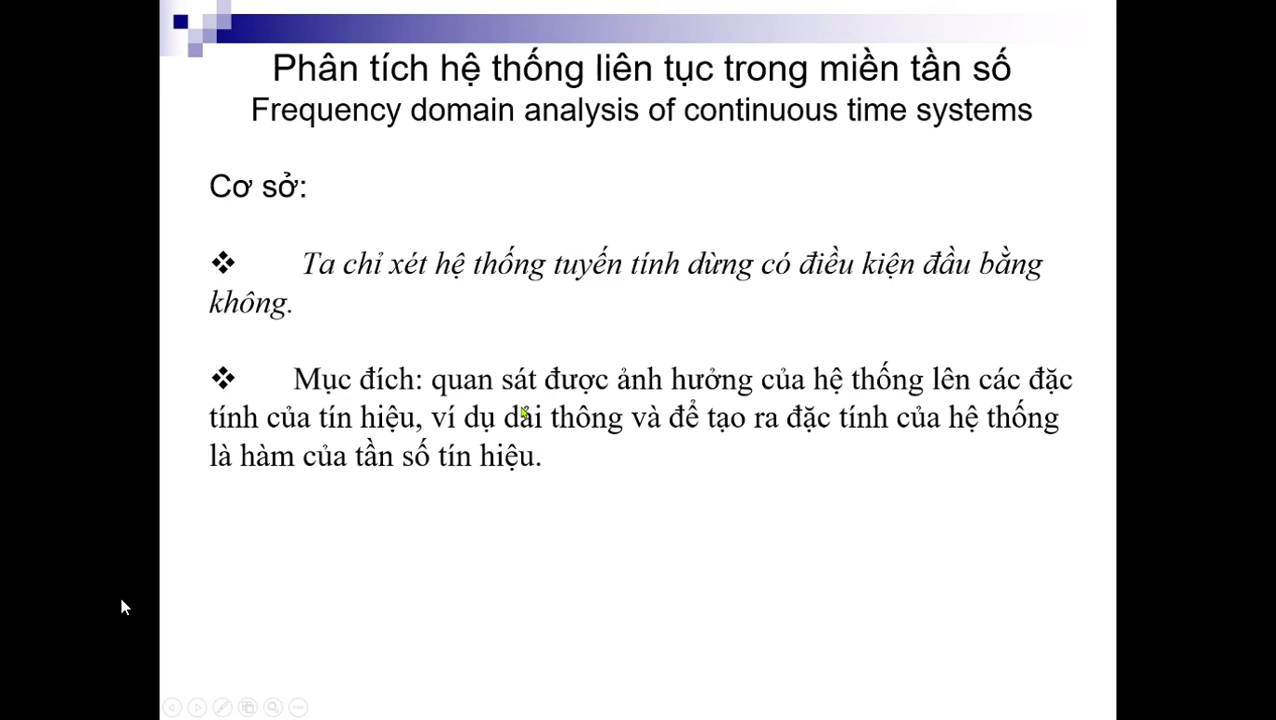 Phân tích hệ thống liên tục trong miền tần số
Frequency domain analysis of continuous time systems
Cơ sở:
Ta chỉ xét hệ thống tuyến tính dừng có điều kiện đầu bằng
không.
Mục đích: quan sát được ảnh hưởng của hệ thống lên các đặc
tính của tín hiệu, ví dụ dải thông và để tạo ra đặc tính của hệ thống
là hàm của tần số tín hiệu.